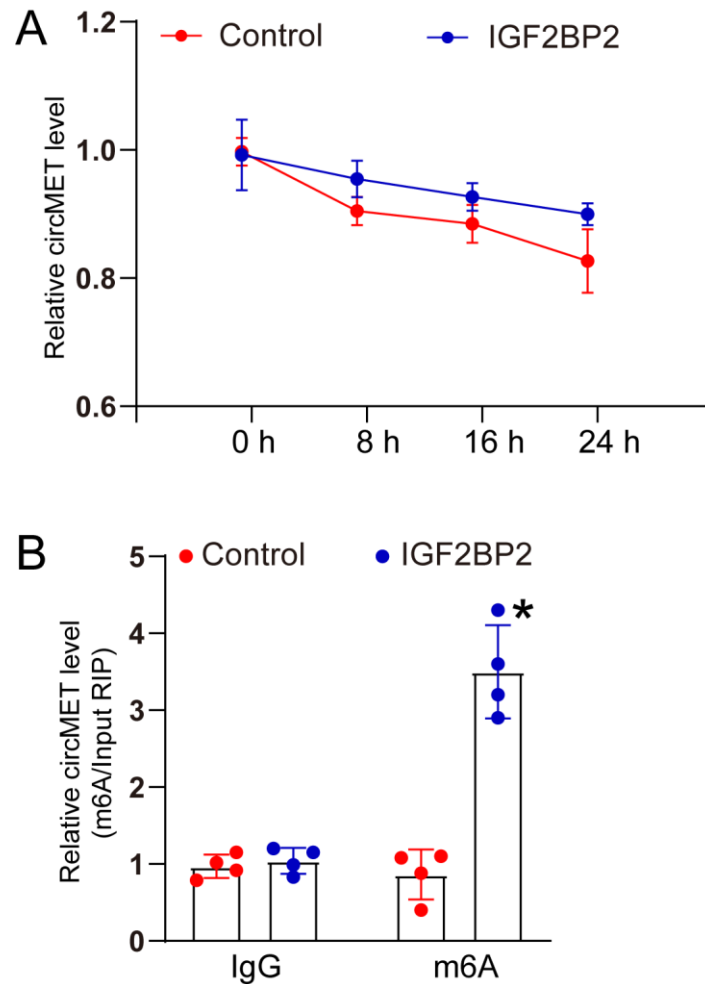 A
Control
IGF2BP2
Relative circMET level
1.2
1.0
0.8
0.6
0 h
8 h
16 h
24 h
B
Control
IGF2BP2
Relative circMET level
(m6A/Input RIP)
5
4
3
2
1
0
*
IgG
m6A